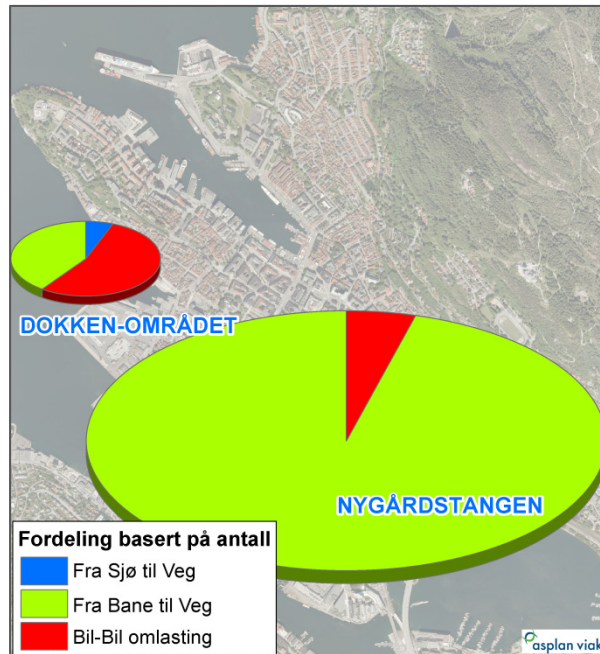 DOKKEN-OMRÅDET
NYGÅRDSTANGEN
Fordeling basert på antall
Fra Sjø til Veg
Fra Bane til Veg
Bil-Bil omlasting
asplan viak